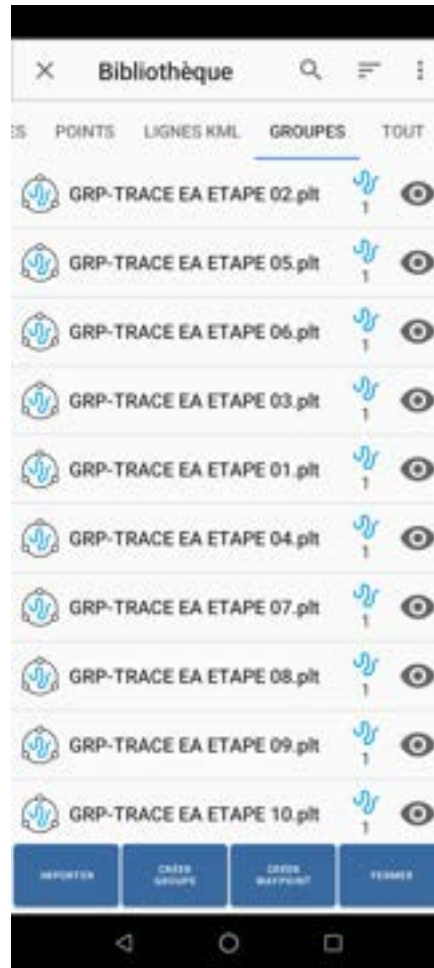 Bibliothèque
ES POINTS LIGNES KML GROUPES TOUT
GRP-TRACE EA ETAPE 02.plt 1
GRP-TRACE EA ETAPE 05.plt 1
GRP-TRACE EA ETAPE 06.plt 1
GRP-TRACE EA ETAPE 03.plt 1
GRP-TRACE EA ETAPE 01.plt 1
GRP-TRACE EA ETAPE 04.plt 1
GRP-TRACE EA ETAPE 07.plt 1
GRP-TRACE EA ETAPE 08.plt 1
GRP-TRACE EA ETAPE 09.plt 1
GRP-TRACE EA ETAPE 10.plt 1
IMPORTER CRÉER GROUPE CRÉER WAYPOINT FERMER